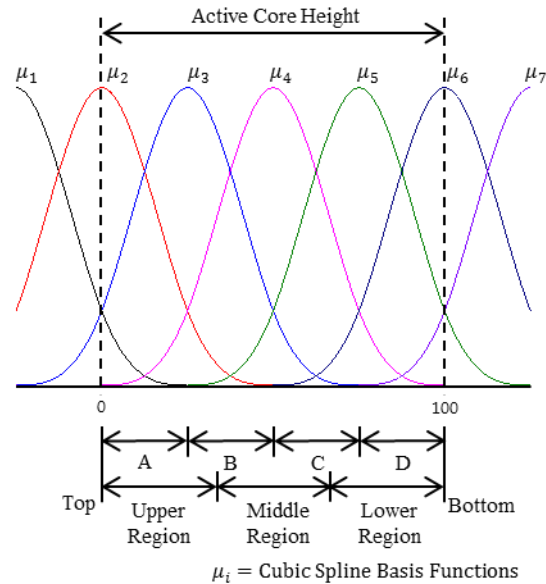 Active Core Height
μ₁ μ₂ μ₃ μ₄ μ₅ μ₆ μ₇
0 100
A B C D
Top Upper Region Middle Region Lower Region Bottom
μᵢ = Cubic Spline Basis Functions